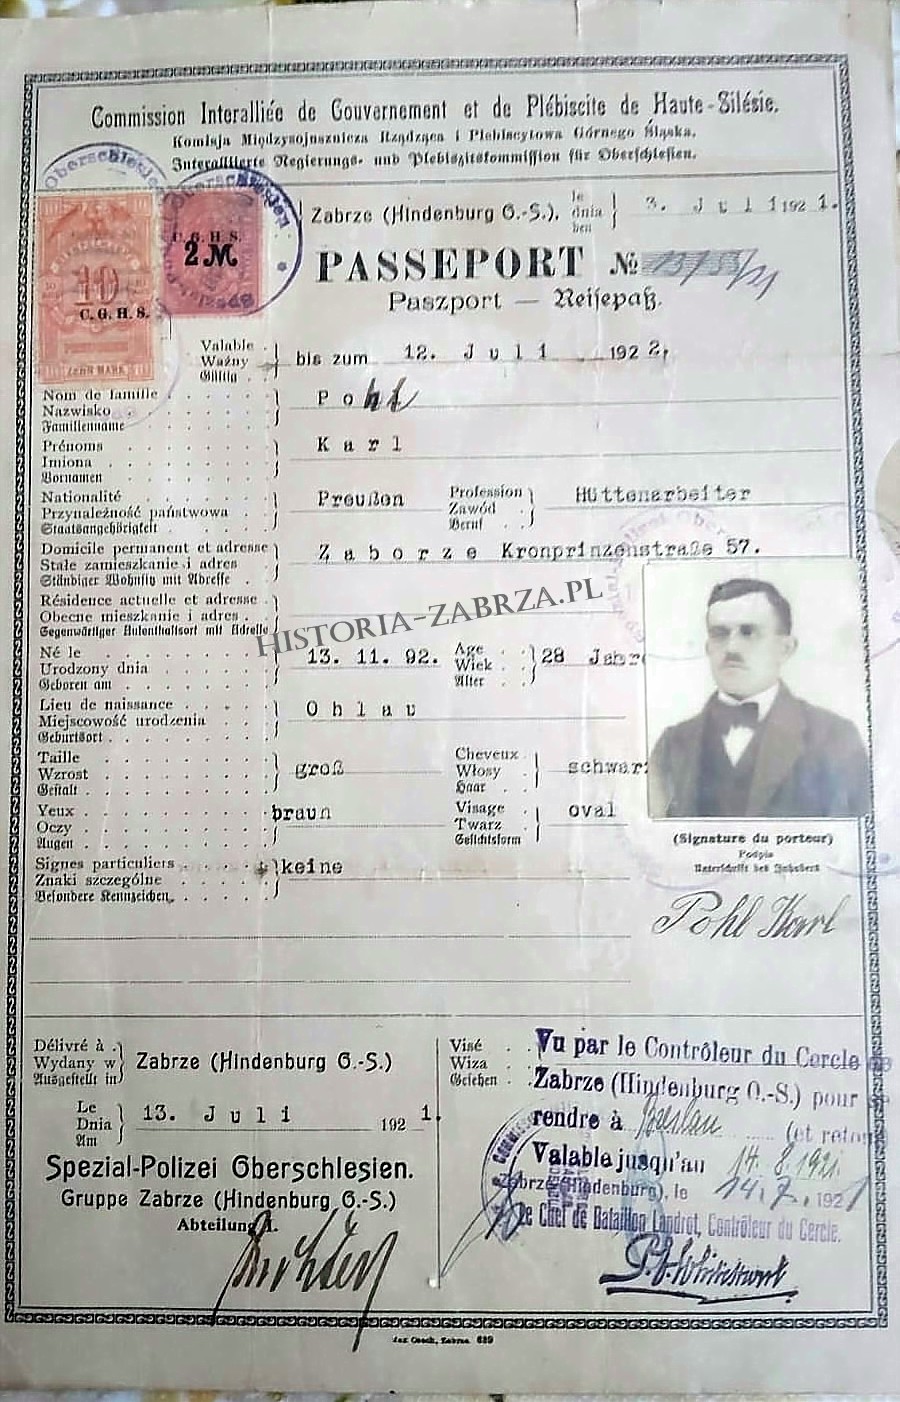 Commission Interalliée de Gouvernement et de Plébiscite de Haute-Silésie.
Komisja Międzysojusznicza Rządząca i Plebiscytowa Górnego Śląska.
Interalliierte Regierungs- und Plebiszitskommission für Oberschlesien.
Oberschlesien
Oberschlesien
Zabrze (Hindenburg O.-S.), le dnia den } 3. Juli 1921.
10
C. G. H. S.
ZEHN MARK
C. G. H. S.
2 M
PASSEPORT №
Paszport — Reisepaß.
Valable
Ważny
Gültig
bis zum 12. Juli 1922,
Nom de famille
Nazwisko
Familienname
Pohl
Prénoms
Imiona
Vornamen
Karl
Nationalité
Przynależność państwowa
Staatsangehörigkeit
Preußen
Profession
Zawód
Beruf
Hüttenarbeiter
Domicile permanent et adresse
Stałe zamieszkanie i adres
Ständiger Wohnsitz mit Adresse
Zaborze Kronprinzenstraße 57.
Résidence actuelle et adresse
Obecne mieszkanie i adres
Gegenwärtiger Aufenthaltsort mit Adresse
HISTORIA-ZABRZA.PL
Né le
Urodzony dnia
Geboren am
13. 11. 92.
Age
Wiek
Alter
28 Jahre
Lieu de naissance
Miejscowość urodzenia
Geburtsort
Ohlau
Taille
Wzrost
Gestalt
groß
Cheveux
Włosy
Haar
schwarz
Yeux
Oczy
Augen
braun
Visage
Twarz
Gesichtsform
oval
Signes particuliers
Znaki szczególne
Besondere Kennzeichen
keine
(Signature du porteur)
Podpis
Unterschrift des Inhabers
Pohl Karl
Délivré à
Wydany w
Ausgestellt in
Zabrze (Hindenburg O.-S.)
Le
Dnia
Am
13. Juli 1921.
Spezial-Polizei Oberschlesien.
Gruppe Zabrze (Hindenburg O.-S.)
Abteilung I.
Visé
Wiza
Gesehen
Vu par le Contrôleur du Cercle de
Zabrze (Hindenburg O.-S.) pour se
rendre à Breslau (et retour
Valable jusqu'au 14. 8. 1921.
Zabrze (Hindenburg), le 14. 7. 1921
Le Chef de Bataillon Landrot, Contrôleur du Cercle.
Max Czech, Zabrze 639